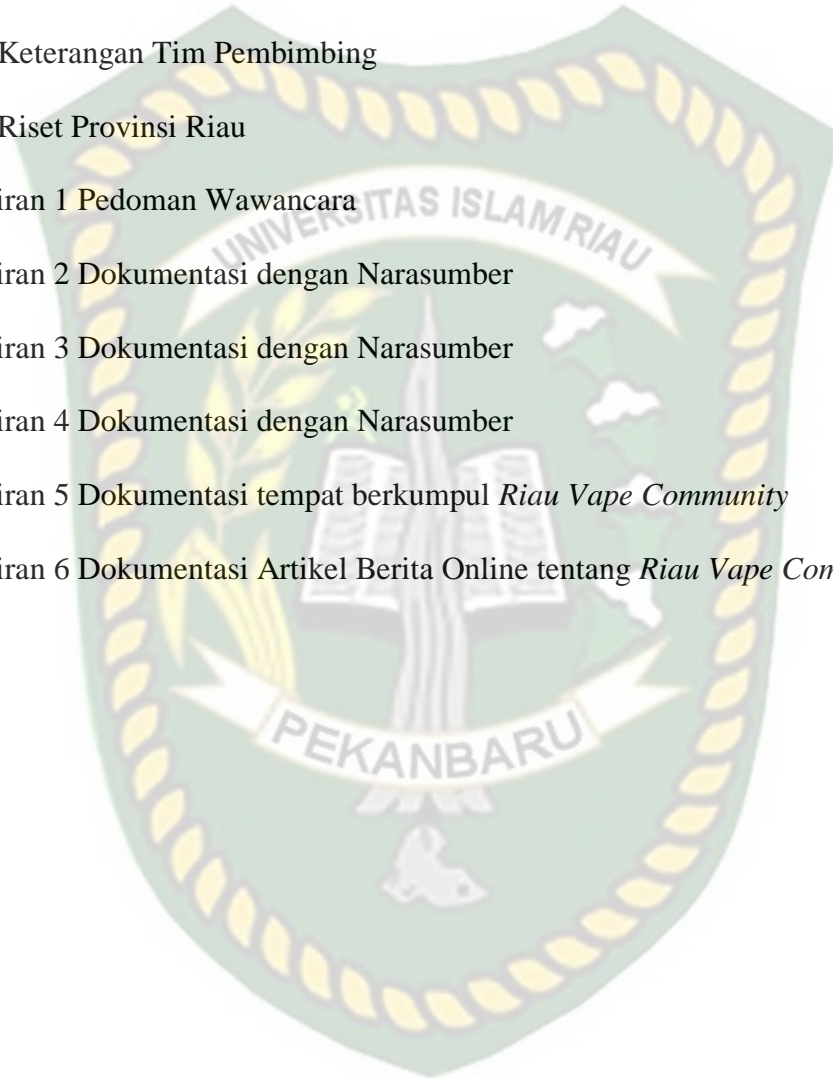 Keterangan Tim Pembimbing
Riset Provinsi Riau
iran 1 Pedoman Wawancara
UNIVERSITAS ISLAM RIAU
iran 2 Dokumentasi dengan Narasumber
iran 3 Dokumentasi dengan Narasumber
iran 4 Dokumentasi dengan Narasumber
iran 5 Dokumentasi tempat berkumpul Riau Vape Community
iran 6 Dokumentasi Artikel Berita Online tentang Riau Vape Com
PEKANBARU